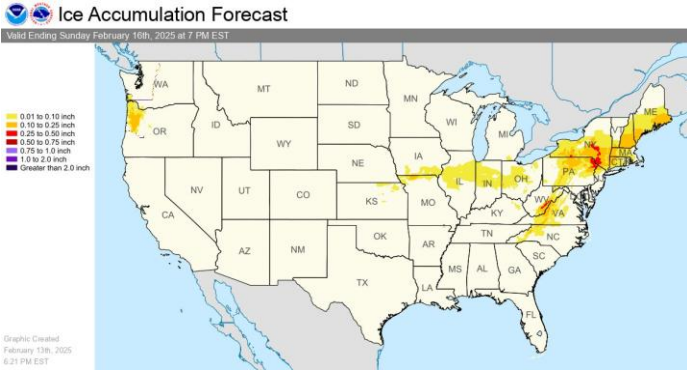 Ice Accumulation Forecast
Valid Ending Sunday February 16th, 2025 at 7 PM EST
0.01 to 0.10 inch
0.10 to 0.25 inch
0.25 to 0.50 inch
0.50 to 0.75 inch
0.75 to 1.0 inch
1.0 to 2.0 inch
Greater than 2.0 inch
WA
MT
ND
MN
ME
OR
ID
SD
WI
MI
NY
MA
CT
WY
IA
PA
NE
NV
UT
CO
IL
IN
OH
WV
VA
KS
MO
KY
CA
NC
TN
OK
AR
SC
AZ
NM
MS
AL
GA
TX
LA
FL
Graphic Created
February 13th, 2025
6:21 PM EST